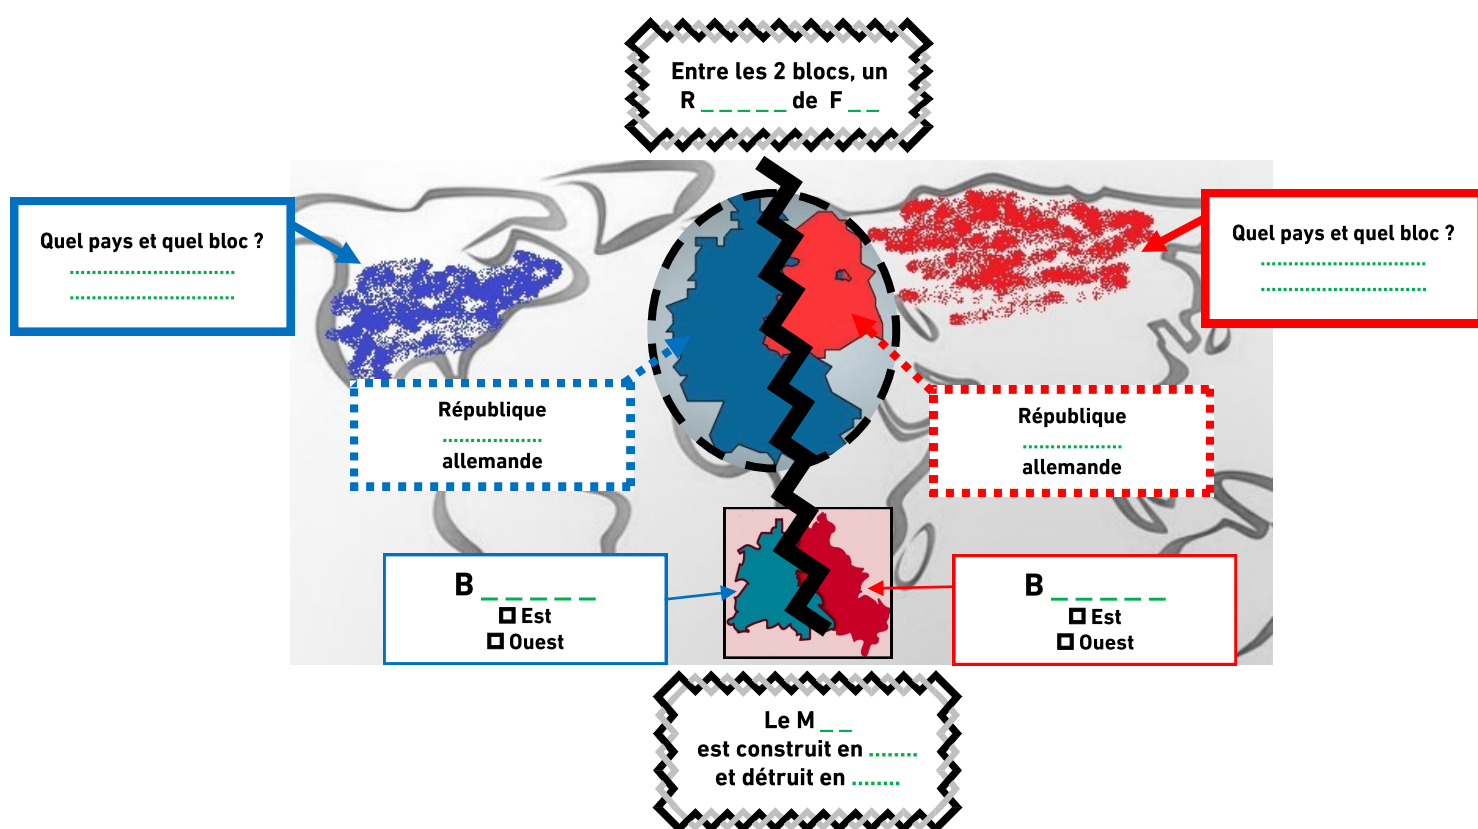 Entre les 2 blocs, un
R _ _ _ _ _ de F _ _
Quel pays et quel bloc ?
..............................
..............................
Quel pays et quel bloc ?
..............................
..............................
République
..................
allemande
République
..................
allemande
B _ _ _ _ _
☐ Est
☐ Ouest
B _ _ _ _ _
☐ Est
☐ Ouest
Le M _ _
est construit en ........
et détruit en ........